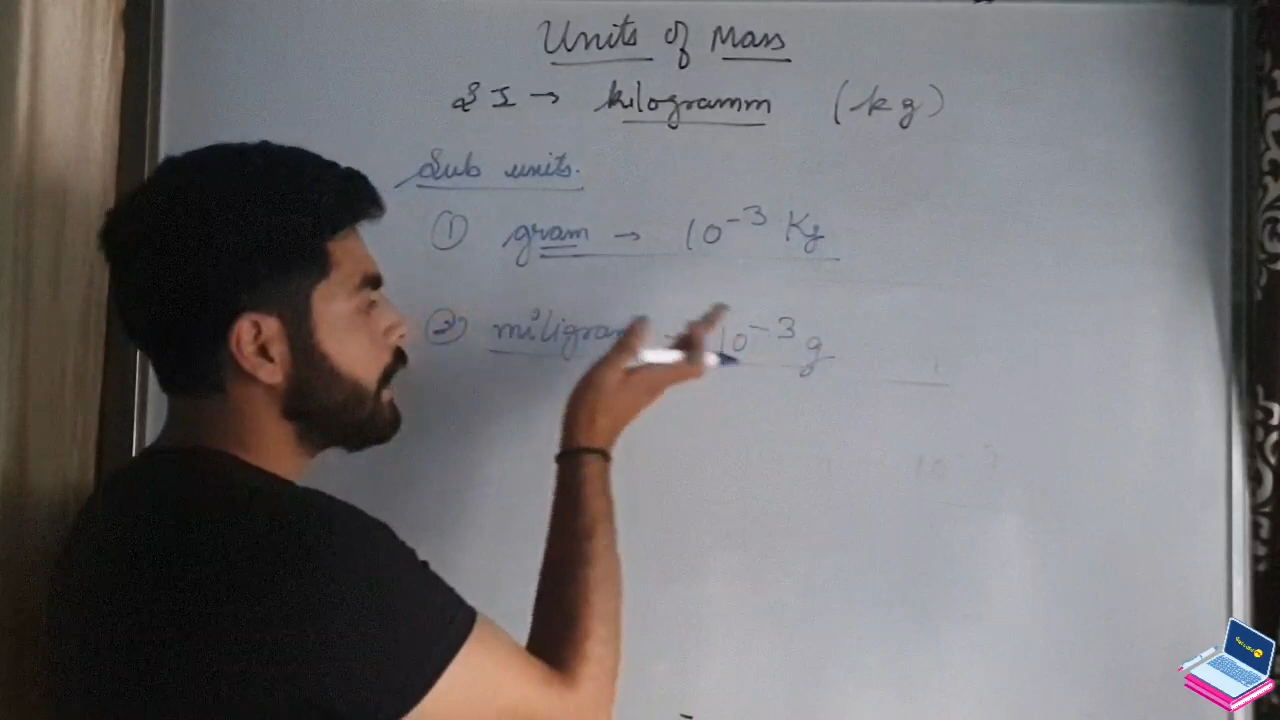 Units of Mass
SI → kilogramm (kg)
Sub units.
① gram → 10⁻³ Kg
② miligram → 10⁻³ g